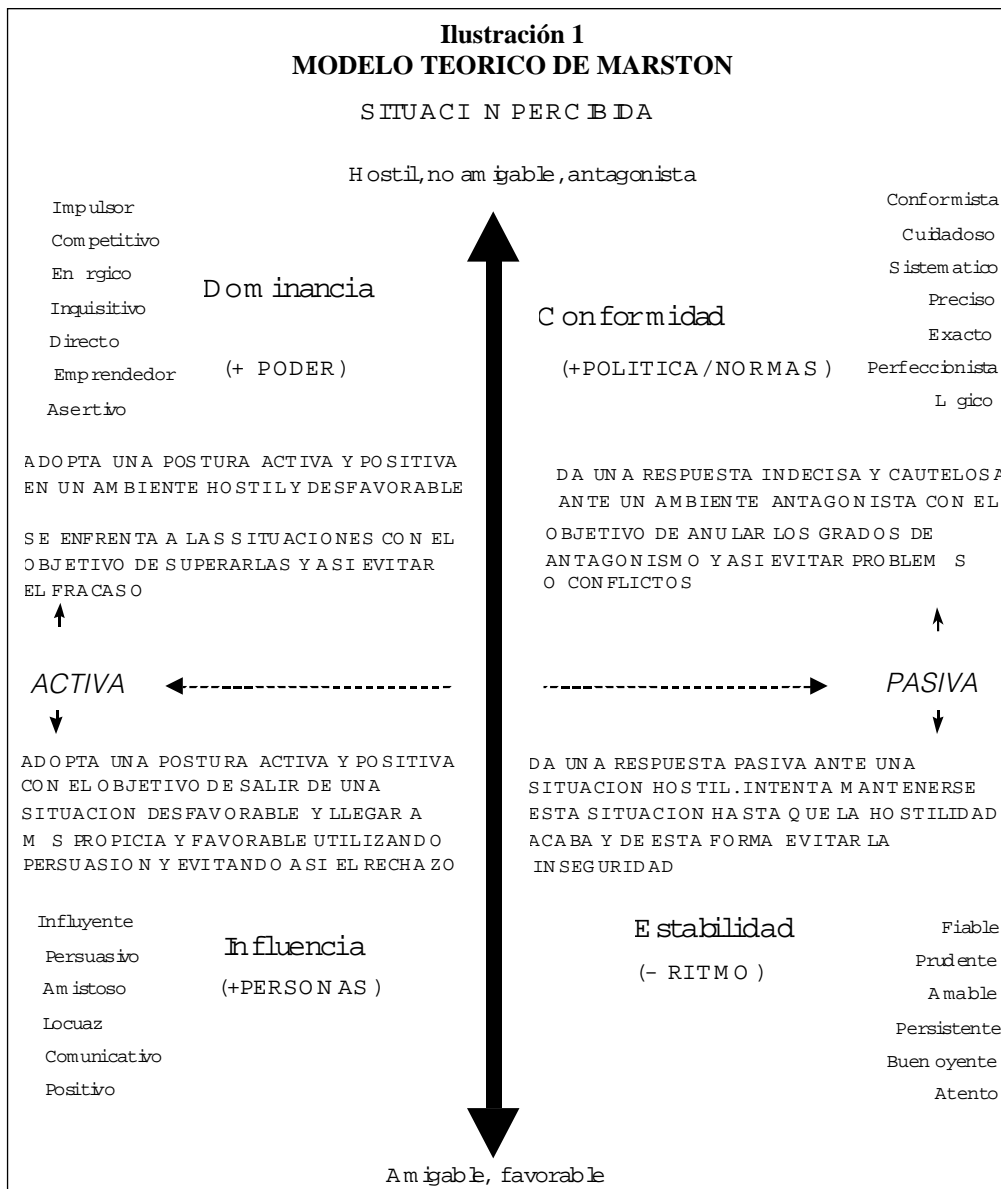 Ilustración 1
MODELO TEORICO DE MARSTON
SITUACI N PERCIBIDA
Hostil, no amigable, antagonista
Impulsor
Competitivo
En rgico
Inquisitivo
Directo
Emprendedor
Asertivo
Dominancia
(+ PODER)
Conformidad
(+POLITICA/NORMAS)
Conformista
Cuidadoso
Sistematico
Preciso
Exacto
Perfeccionista
L gico
ADOPTA UNA POSTURA ACTIVA Y POSITIVA
EN UN AMBIENTE HOSTIL Y DESFAVORABLE
SE ENFRENTA A LAS SITUACIONES CON EL
OBJETIVO DE SUPERARLAS Y ASI EVITAR
EL FRACASO
DA UNA RESPUESTA INDECISA Y CAUTELOSA
ANTE UN AMBIENTE ANTAGONISTA CON EL
OBJETIVO DE ANULAR LOS GRADOS DE
ANTAGONISMO Y ASI EVITAR PROBLEM S
O CONFLICTOS
ACTIVA
PASIVA
ADOPTA UNA POSTURA ACTIVA Y POSITIVA
CON EL OBJETIVO DE SALIR DE UNA
SITUACION DESFAVORABLE Y LLEGAR A
M S PROPICIA Y FAVORABLE UTILIZANDO
PERSUASION Y EVITANDO ASI EL RECHAZO
DA UNA RESPUESTA PASIVA ANTE UNA
SITUACION HOSTIL. INTENTA MANTENERSE
ESTA SITUACION HASTA QUE LA HOSTILIDAD
ACABA Y DE ESTA FORMA EVITAR LA
INSEGURIDAD
Influyente
Persuasivo
Amistoso
Locuaz
Comunicativo
Positivo
Influencia
(+PERSONAS)
Estabilidad
(- RITMO)
Fiable
Prudente
Amable
Persistente
Buen oyente
Atento
Amigable, favorable